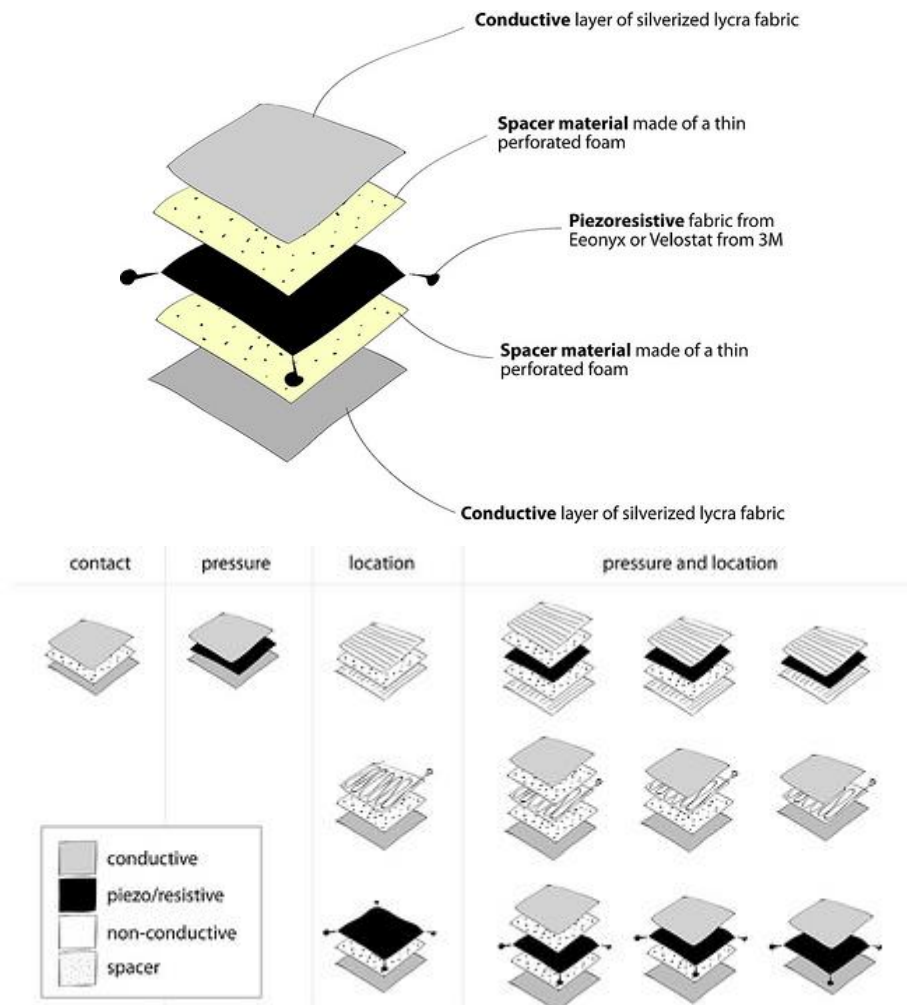 Conductive layer of silverized lycra fabric
Spacer material made of a thin
perforated foam
Piezoresistive fabric from
Eeonyx or Velostat from 3M
Spacer material made of a thin
perforated foam
Conductive layer of silverized lycra fabric
contact
pressure
location
pressure and location
conductive
piezo/resistive
non-conductive
spacer